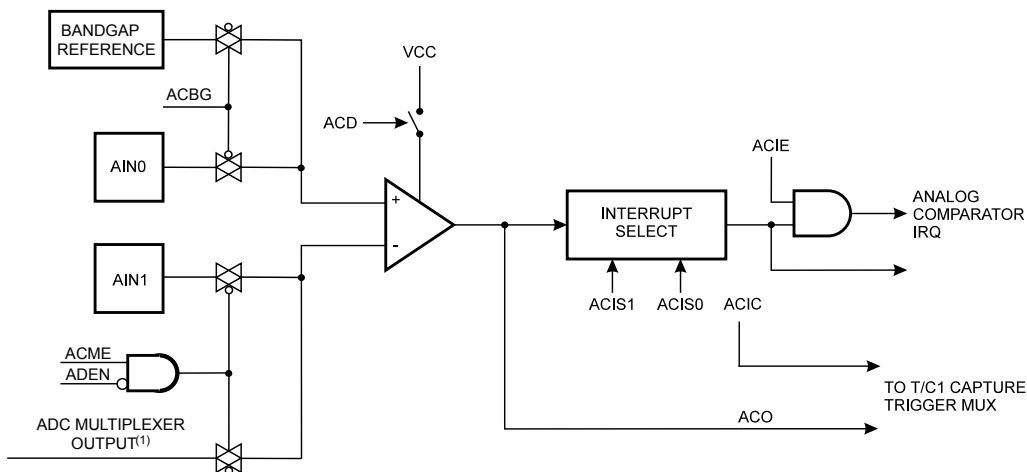 BANDGAP
REFERENCE
VCC
ACBG
ACD
AIN0
ACIE
+
-
INTERRUPT
SELECT
ANALOG
COMPARATOR
IRQ
AIN1
ACIS1
ACIS0
ACIC
ACME
ADEN
TO T/C1 CAPTURE
TRIGGER MUX
ADC MULTIPLEXER
OUTPUT(1)
ACO